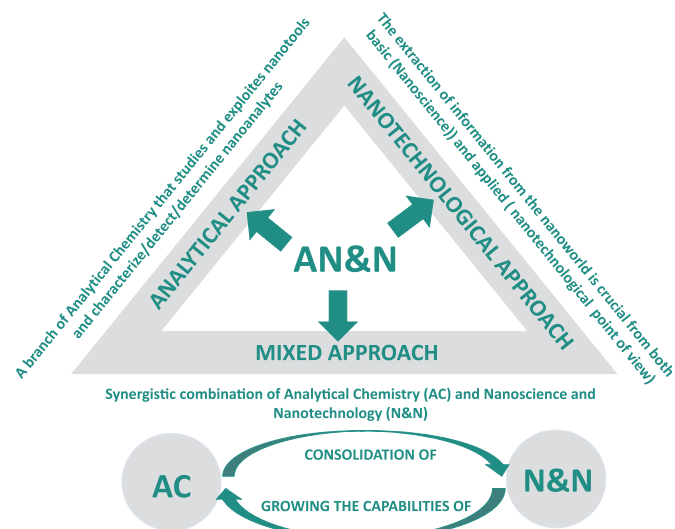 A branch of Analytical Chemistry that studies and exploites nanotools
and characterize/detect/determine nanoanalytes
ANALYTICAL APPROACH
The extraction of information from the nanoworld is crucial from both
basic (Nanoscience)) and applied ( nanotechnological point of view)
NANOTECHNOLOGICAL APPROACH
AN&N
MIXED APPROACH
Synergistic combination of Analytical Chemistry (AC) and Nanoscience and
Nanotechnology (N&N)
CONSOLIDATION OF
AC
N&N
GROWING THE CAPABILITIES OF